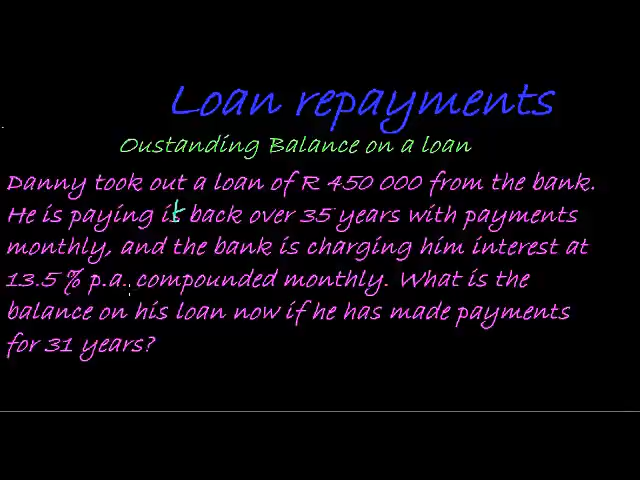 Loan repayments
Oustanding Balance on a loan
Danny took out a loan of R 450 000 from the bank.
He is paying it back over 35 years with payments
monthly, and the bank is charging him interest at
13.5 % p.a. compounded monthly. What is the
balance on his loan now if he has made payments
for 31 years?